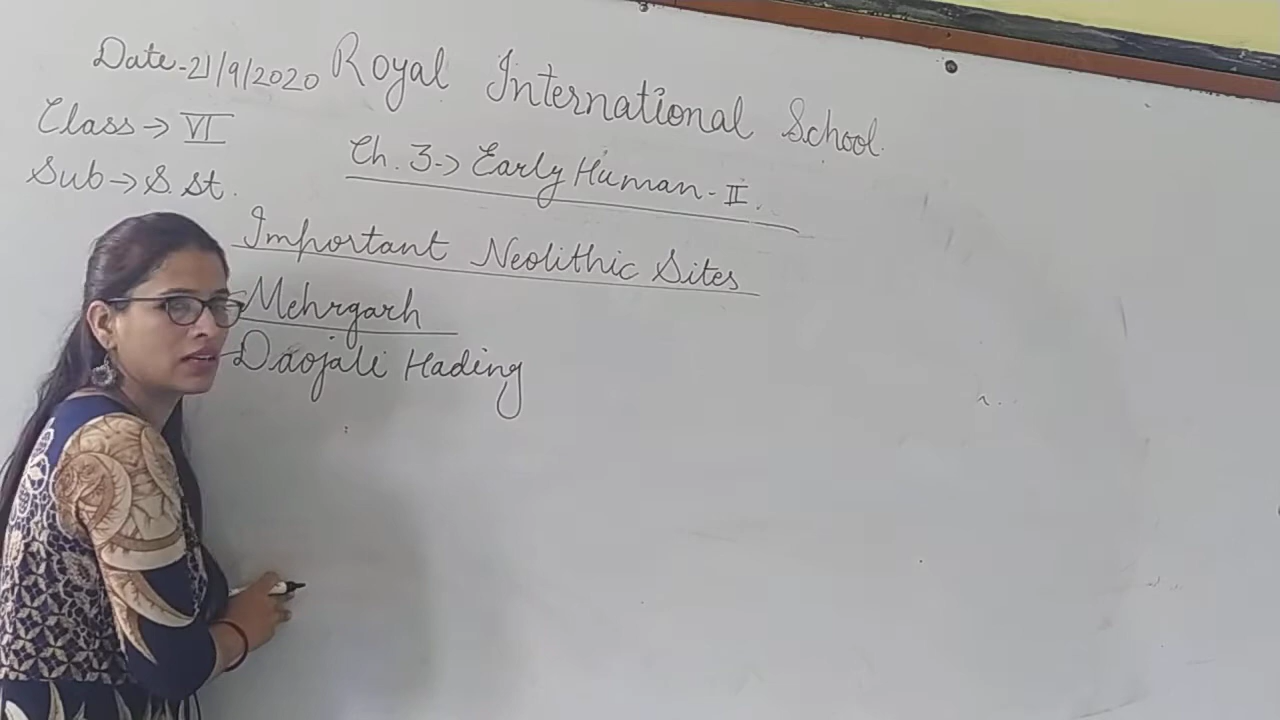 Date-21/9/2020 Royal International School
Class→VI
Ch. 3→Early Human-II.
Sub→S.St.
Important Neolithic Sites
Mehrgarh
Daojali Hading